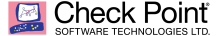 Check Point®
SOFTWARE TECHNOLOGIES LTD.